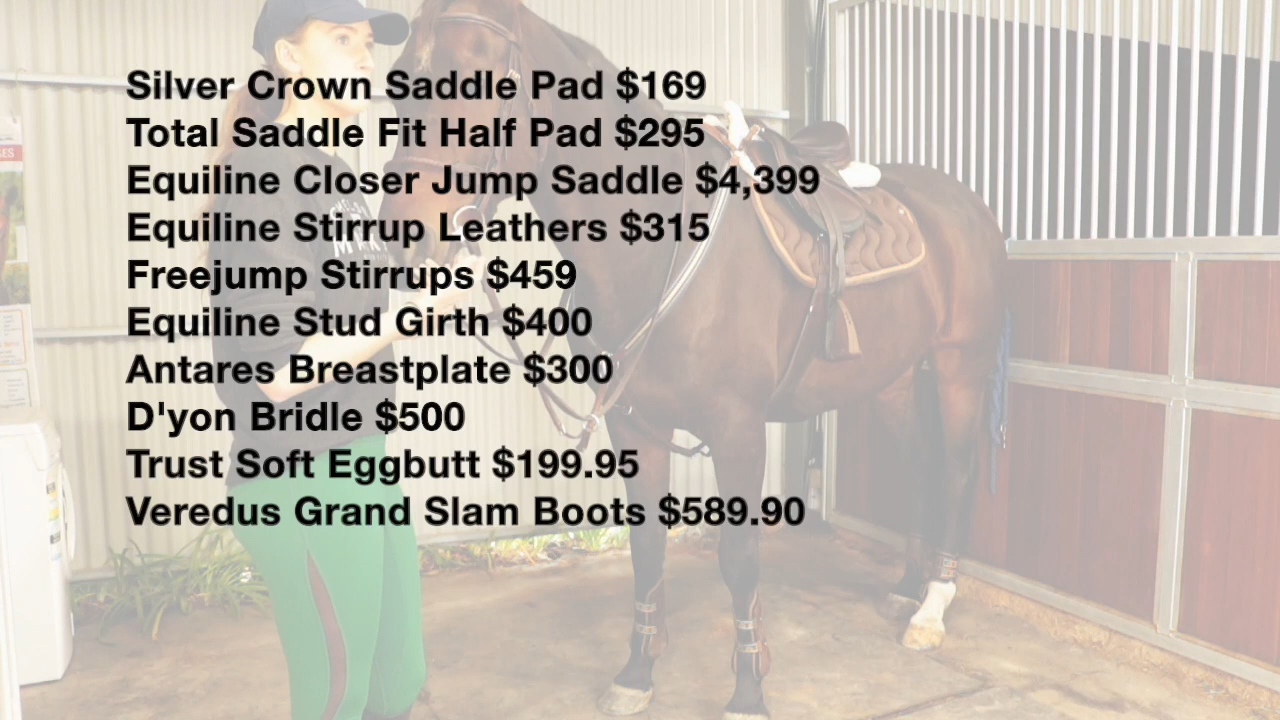 Silver Crown Saddle Pad $169
Total Saddle Fit Half Pad $295
Equiline Closer Jump Saddle $4,399
Equiline Stirrup Leathers $315
Freejump Stirrups $459
Equiline Stud Girth $400
Antares Breastplate $300
D'yon Bridle $500
Trust Soft Eggbutt $199.95
Veredus Grand Slam Boots $589.90